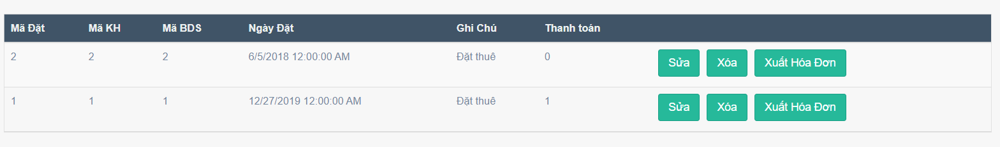 Mã Đặt Mã KH Mã BDS Ngày Đặt Ghi Chú Thanh toán
2 2 2 6/5/2018 12:00:00 AM Đặt thuê 0 Sửa Xóa Xuất Hóa Đơn
1 1 1 12/27/2019 12:00:00 AM Đặt thuê 1 Sửa Xóa Xuất Hóa Đơn